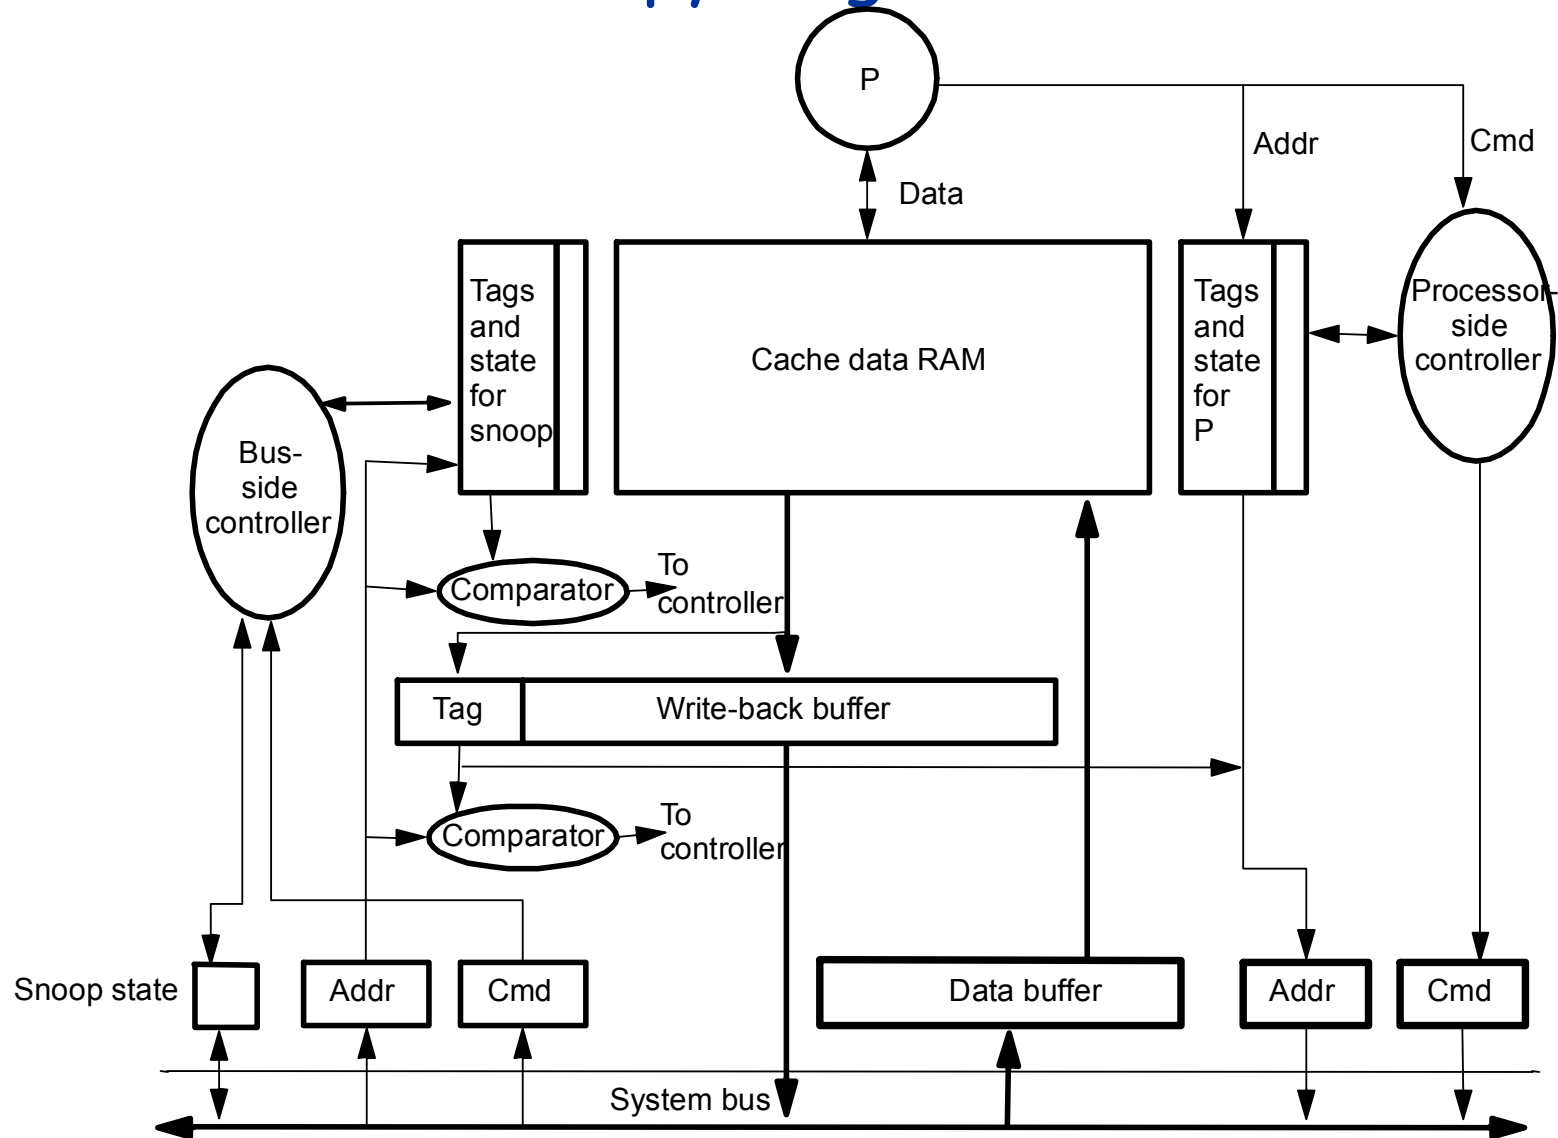 P
Addr
Cmd
Data
Tags
and
state
for
snoop
Cache data RAM
Tags
and
state
for
P
Processor-
side
controller
Bus-
side
controller
Comparator
To
controller
Tag
Write-back buffer
Comparator
To
controller
Snoop state
Addr
Cmd
Data buffer
Addr
Cmd
System bus